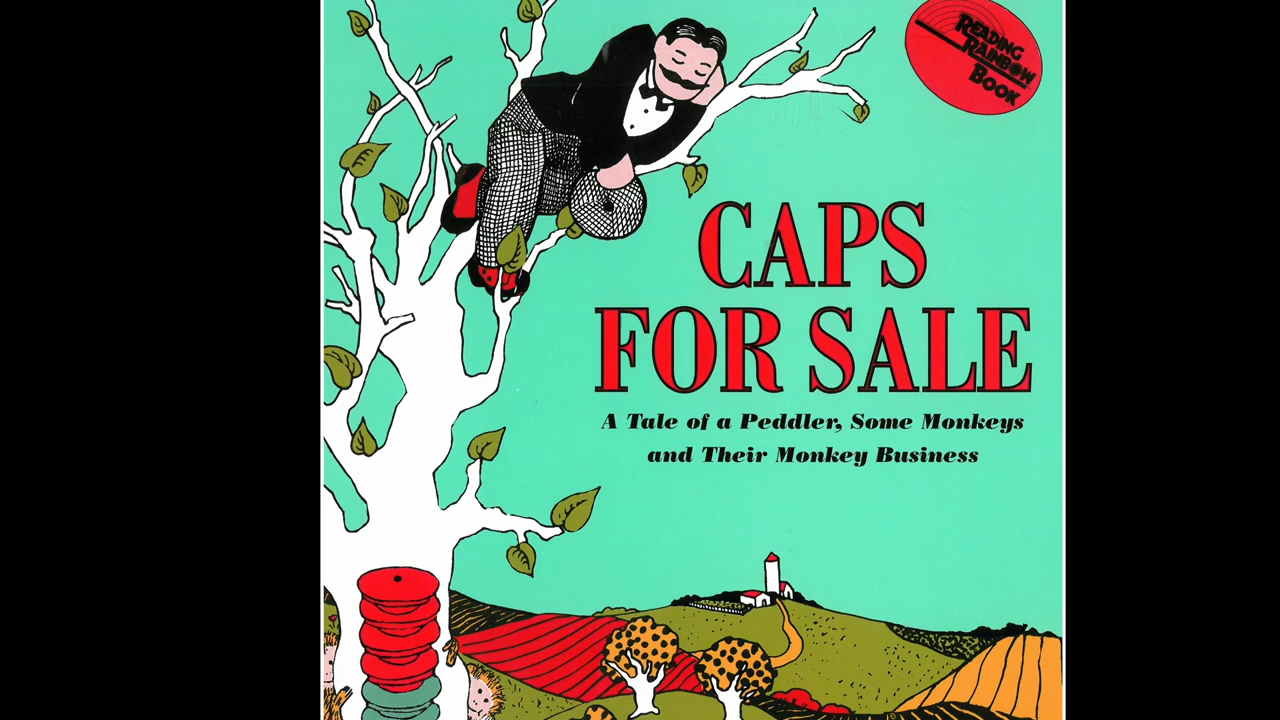 READING
RAINBOW
BOOK
CAPS
FOR SALE
A Tale of a Peddler, Some Monkeys
and Their Monkey Business